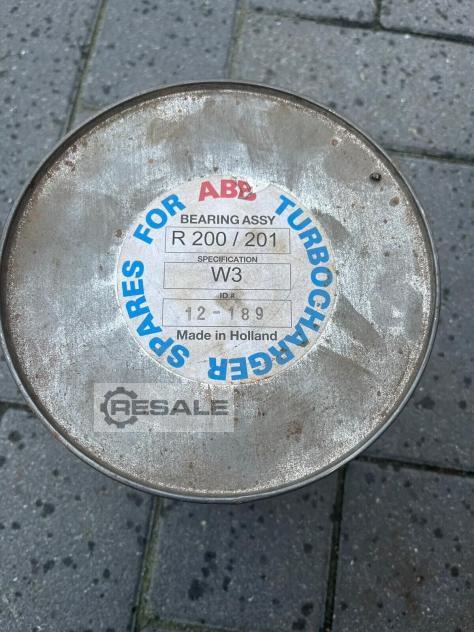 SPARES FOR ABB TURBOCHARGER
BEARING ASSY
R 200 / 201
SPECIFICATION
W3
ID #
12-189
Made in Holland
RESALE